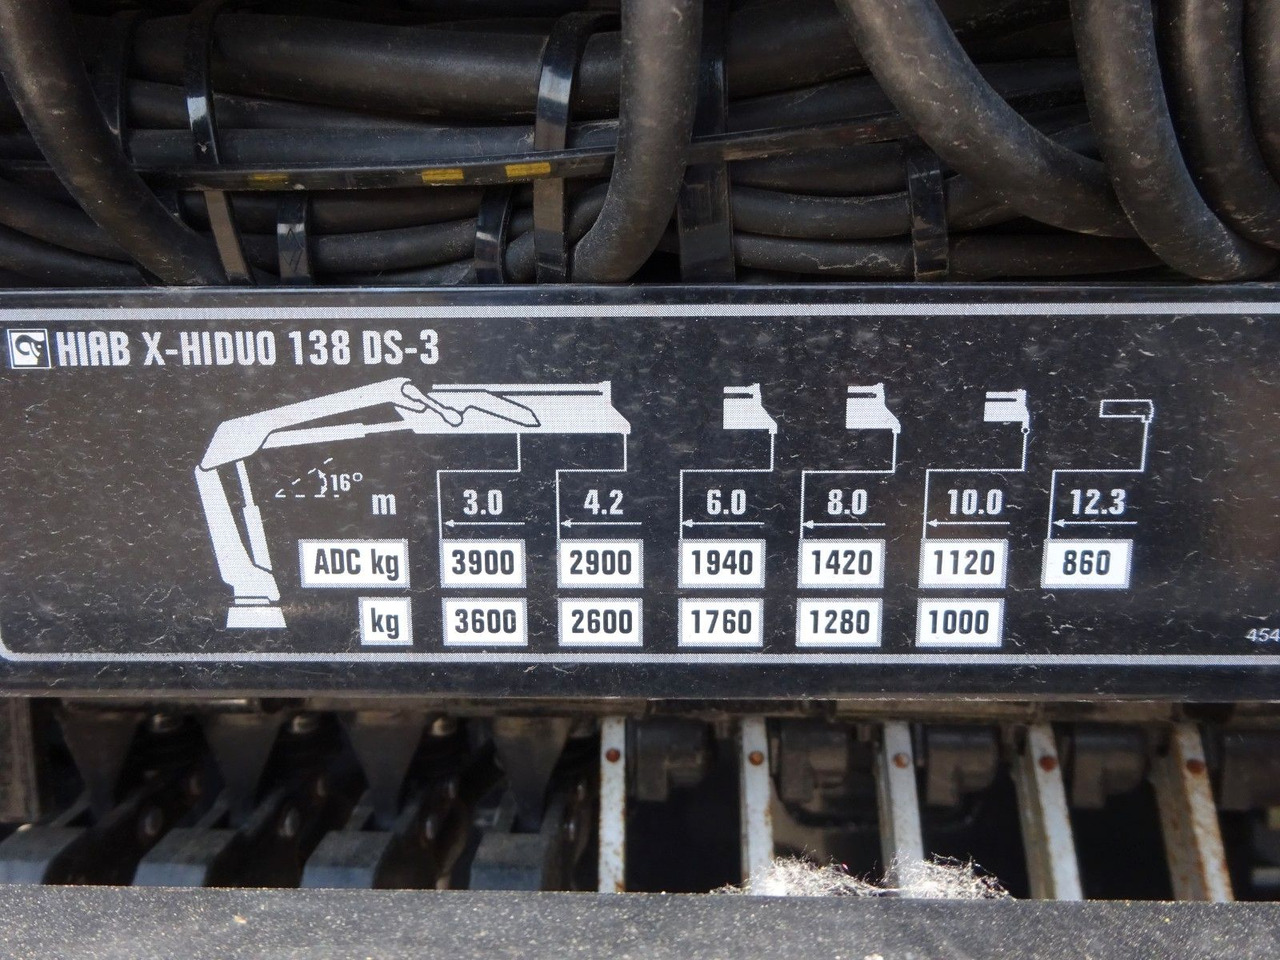 HIAB X-HIDUO 138 DS-3
16°
m 3.0 4.2 6.0 8.0 10.0 12.3
ADC kg 3900 2900 1940 1420 1120 860
kg 3600 2600 1760 1280 1000
454